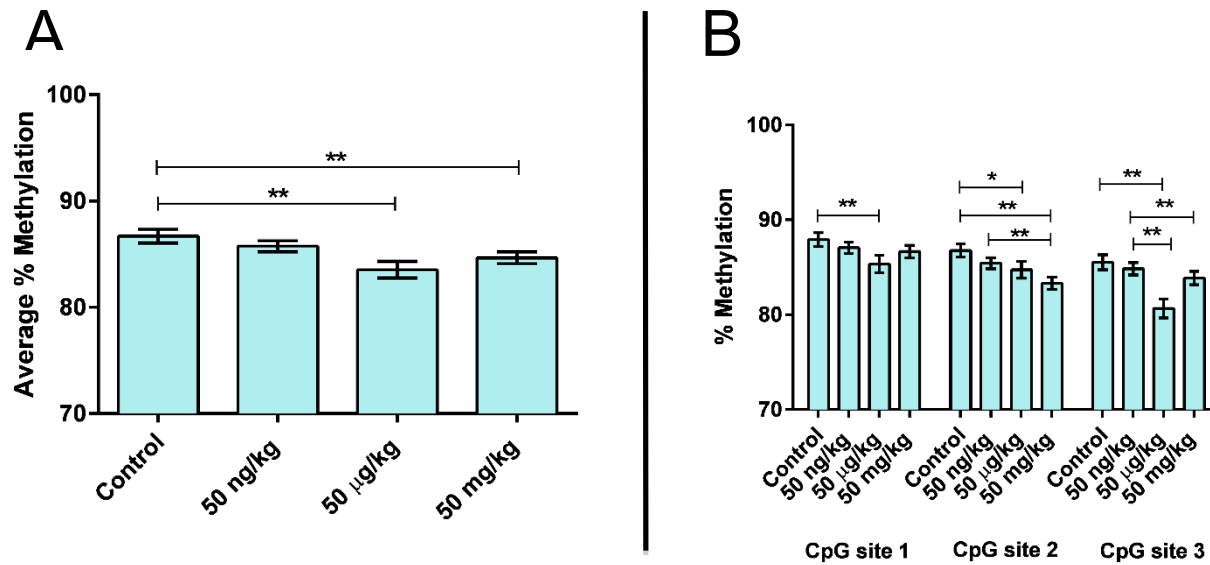 A
Average % Methylation
100
90
80
70
**
**
Control
50 ng/kg
50 µg/kg
50 mg/kg
B
% Methylation
100
90
80
70
**
*
**
**
**
**
**
Control
50 ng/kg
50 µg/kg
50 mg/kg
Control
50 ng/kg
50 µg/kg
50 mg/kg
Control
50 ng/kg
50 µg/kg
50 mg/kg
CpG site 1
CpG site 2
CpG site 3